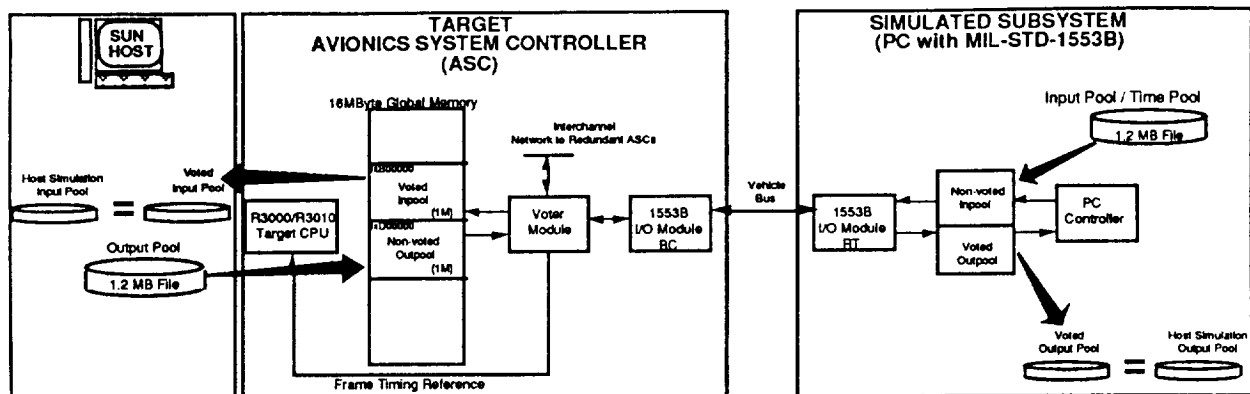 SUN
HOST
Host Simulation
Input Pool
=
Voted
Input Pool
Output Pool
1.2 MB File
TARGET
AVIONICS SYSTEM CONTROLLER
(ASC)
16MByte Global Memory
Voted
Inpool
(1M)
Non-voted
Outpool
(1M)
R3000/R3010
Target CPU
Interchannel
Network to Redundant ASCs
Voter
Module
1553B
I/O Module
BC
Frame Timing Reference
Vehicle
Bus
SIMULATED SUBSYSTEM
(PC with MIL-STD-1553B)
Input Pool / Time Pool
1.2 MB File
1553B
I/O Module
RT
Non-voted
Inpool
Voted
Outpool
PC
Controller
Voted
Output Pool
=
Host Simulation
Output Pool